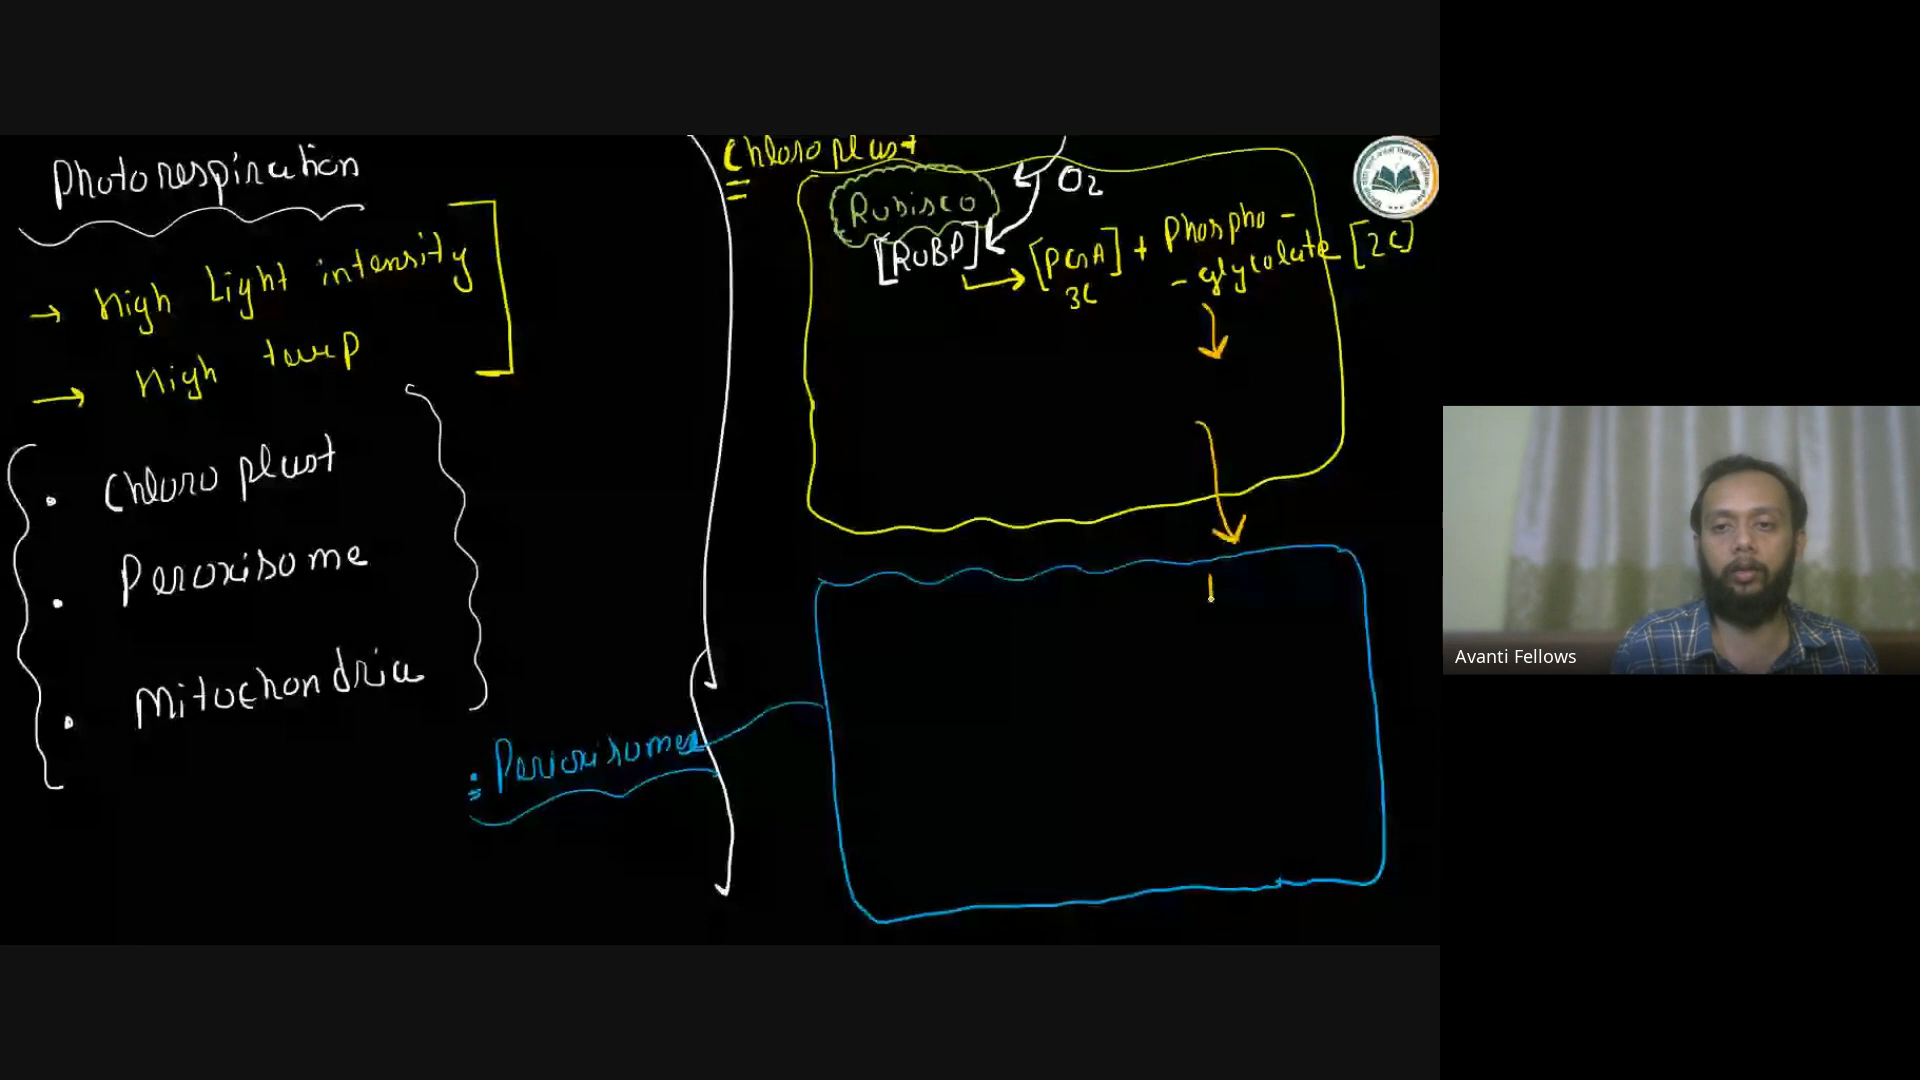 Photorespiration
→ high Light intensity
→ high temp
• Chloroplast
• Peroxisome
• Mitochondria
: Perioxisomes
Chloroplast
O2
Rubisco
[RuBP]
→ [PGA] + Phospho-
3C
- glycolate [2C]
Avanti Fellows